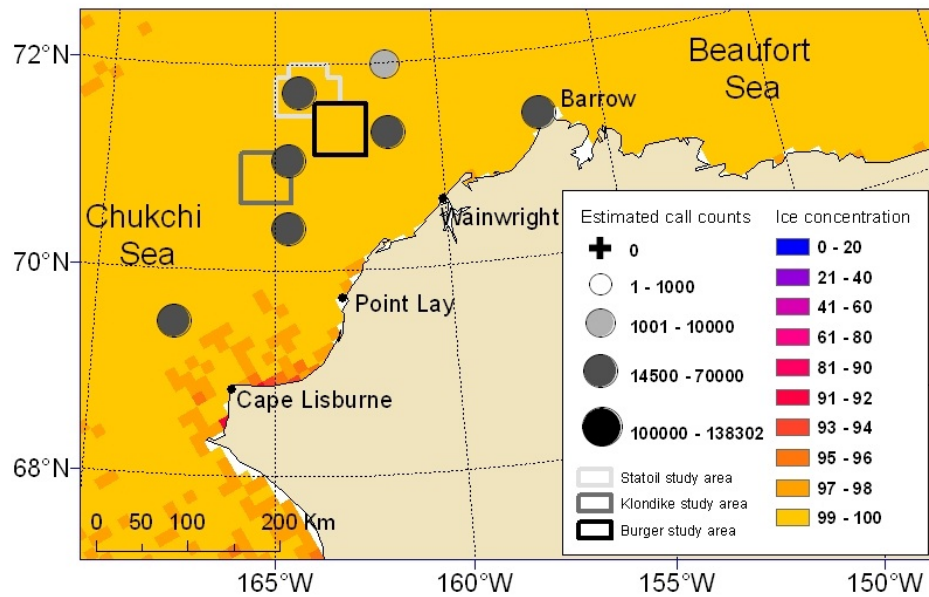 72°N
70°N
68°N
Beaufort
Sea
Barrow
Wainwright
Chukchi
Sea
Point Lay
Cape Lisburne
0 50 100 200 Km
165°W
160°W
155°W
150°W
Estimated call counts
0
1 - 1000
1001 - 10000
14500 - 70000
100000 - 138302
Statoil study area
Klondike study area
Burger study area
Ice concentration
0 - 20
21 - 40
41 - 60
61 - 80
81 - 90
91 - 92
93 - 94
95 - 96
97 - 98
99 - 100